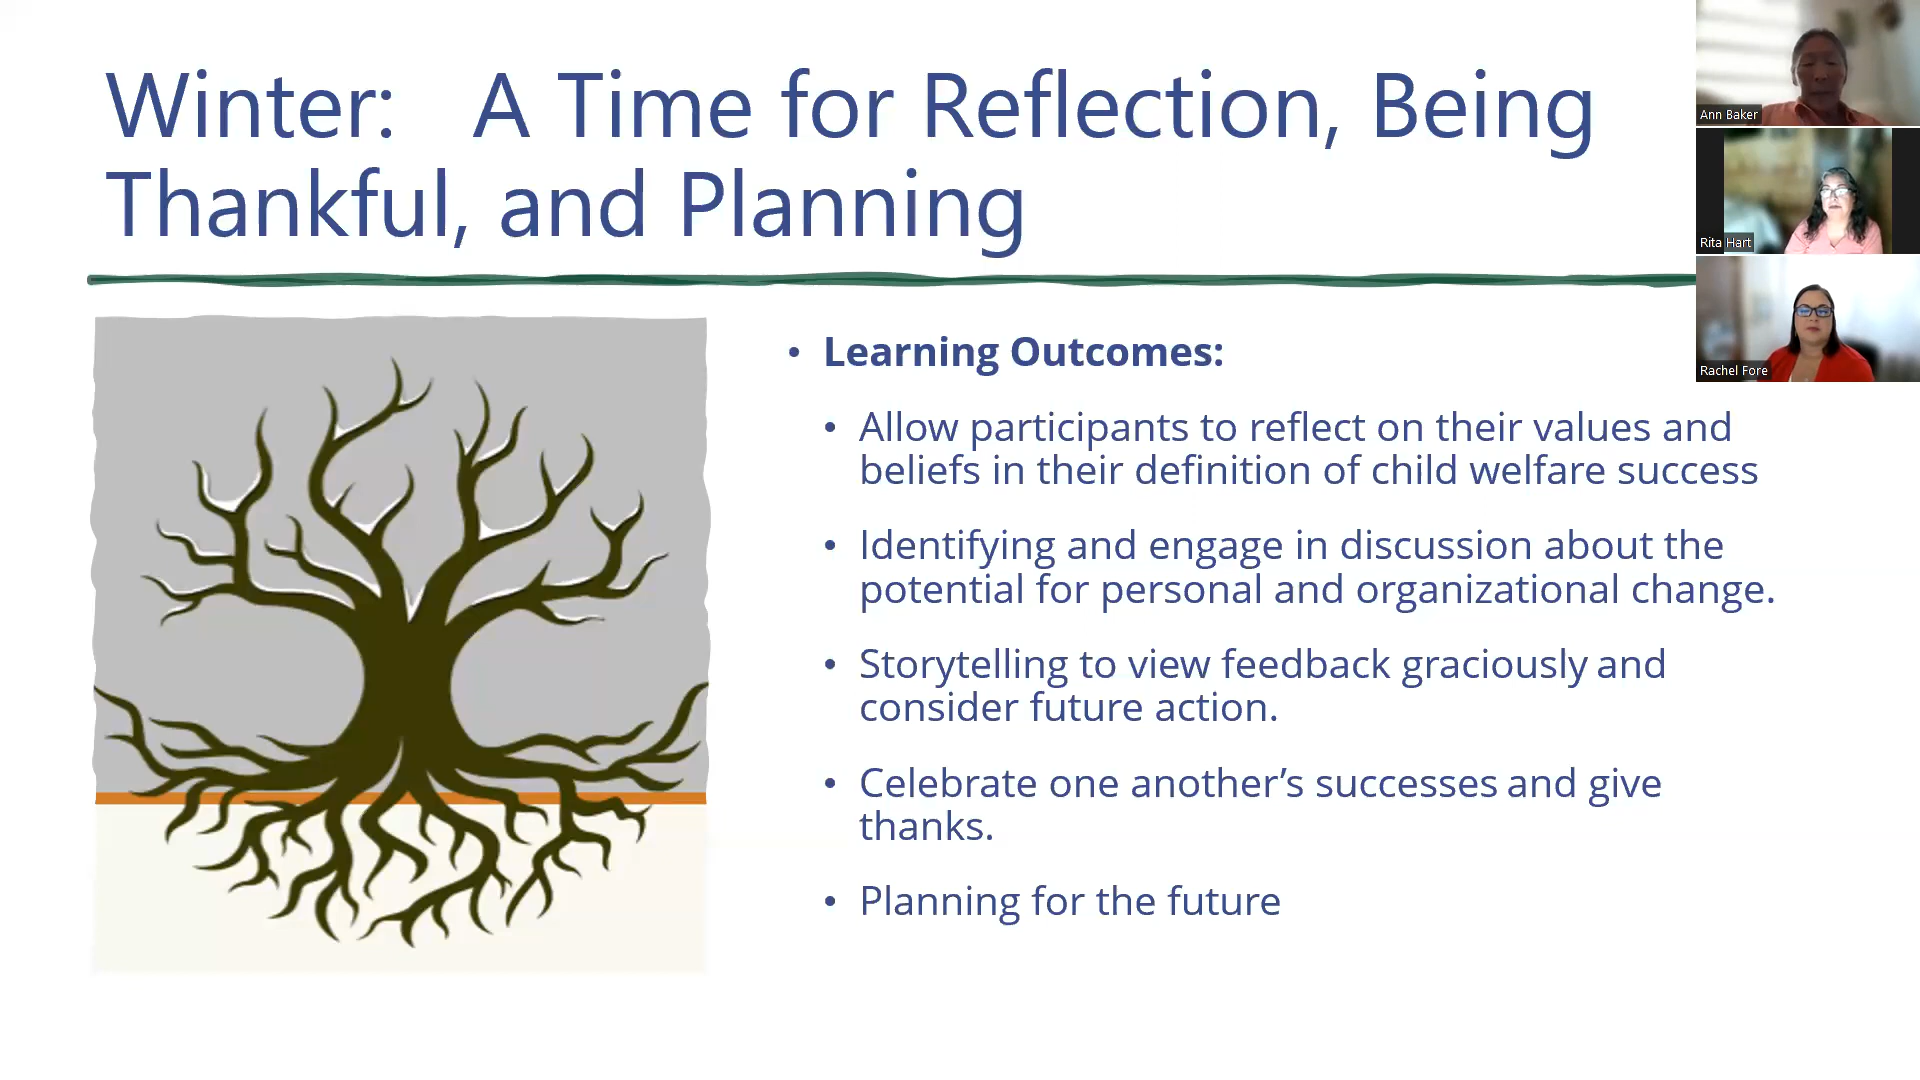 Winter: A Time for Reflection, Being
Thankful, and Planning
• Learning Outcomes:
• Allow participants to reflect on their values and
beliefs in their definition of child welfare success
• Identifying and engage in discussion about the
potential for personal and organizational change.
• Storytelling to view feedback graciously and
consider future action.
• Celebrate one another’s successes and give
thanks.
• Planning for the future
Ann Baker
Rita Hart
Rachel Fore